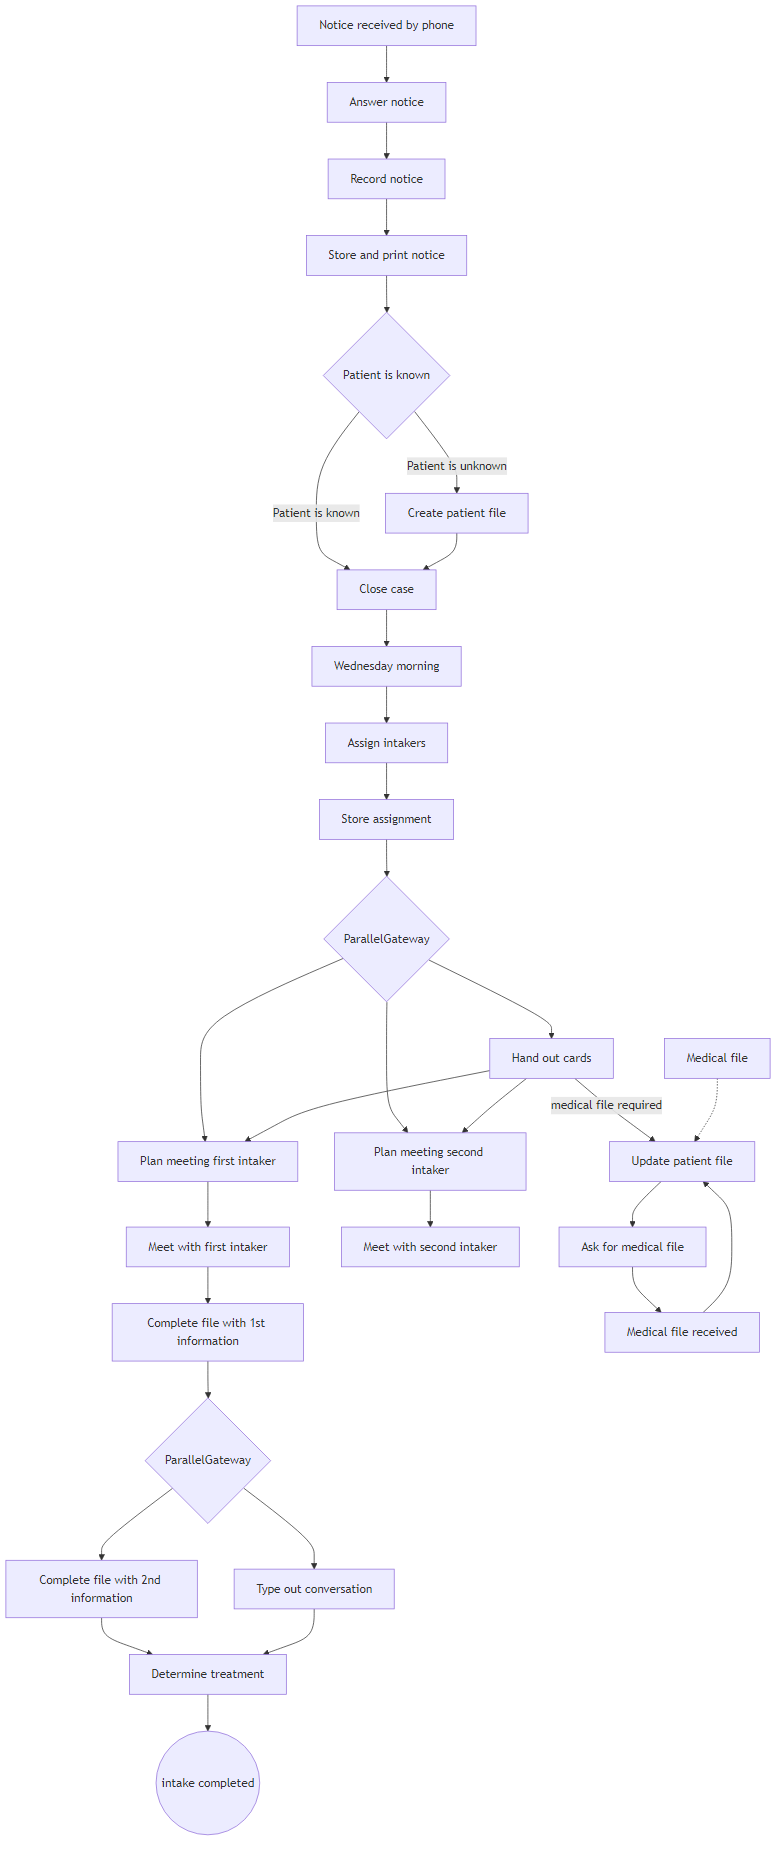 Notice received by phone
Answer notice
Record notice
Store and print notice
Patient is known
Patient is unknown
Patient is known
Create patient file
Close case
Wednesday morning
Assign intakers
Store assignment
ParallelGateway
Hand out cards
Medical file
medical file required
Plan meeting first intaker
Plan meeting second
intaker
Update patient file
Meet with first intaker
Meet with second intaker
Ask for medical file
Complete file with 1st
information
Medical file received
ParallelGateway
Complete file with 2nd
information
Type out conversation
Determine treatment
intake completed